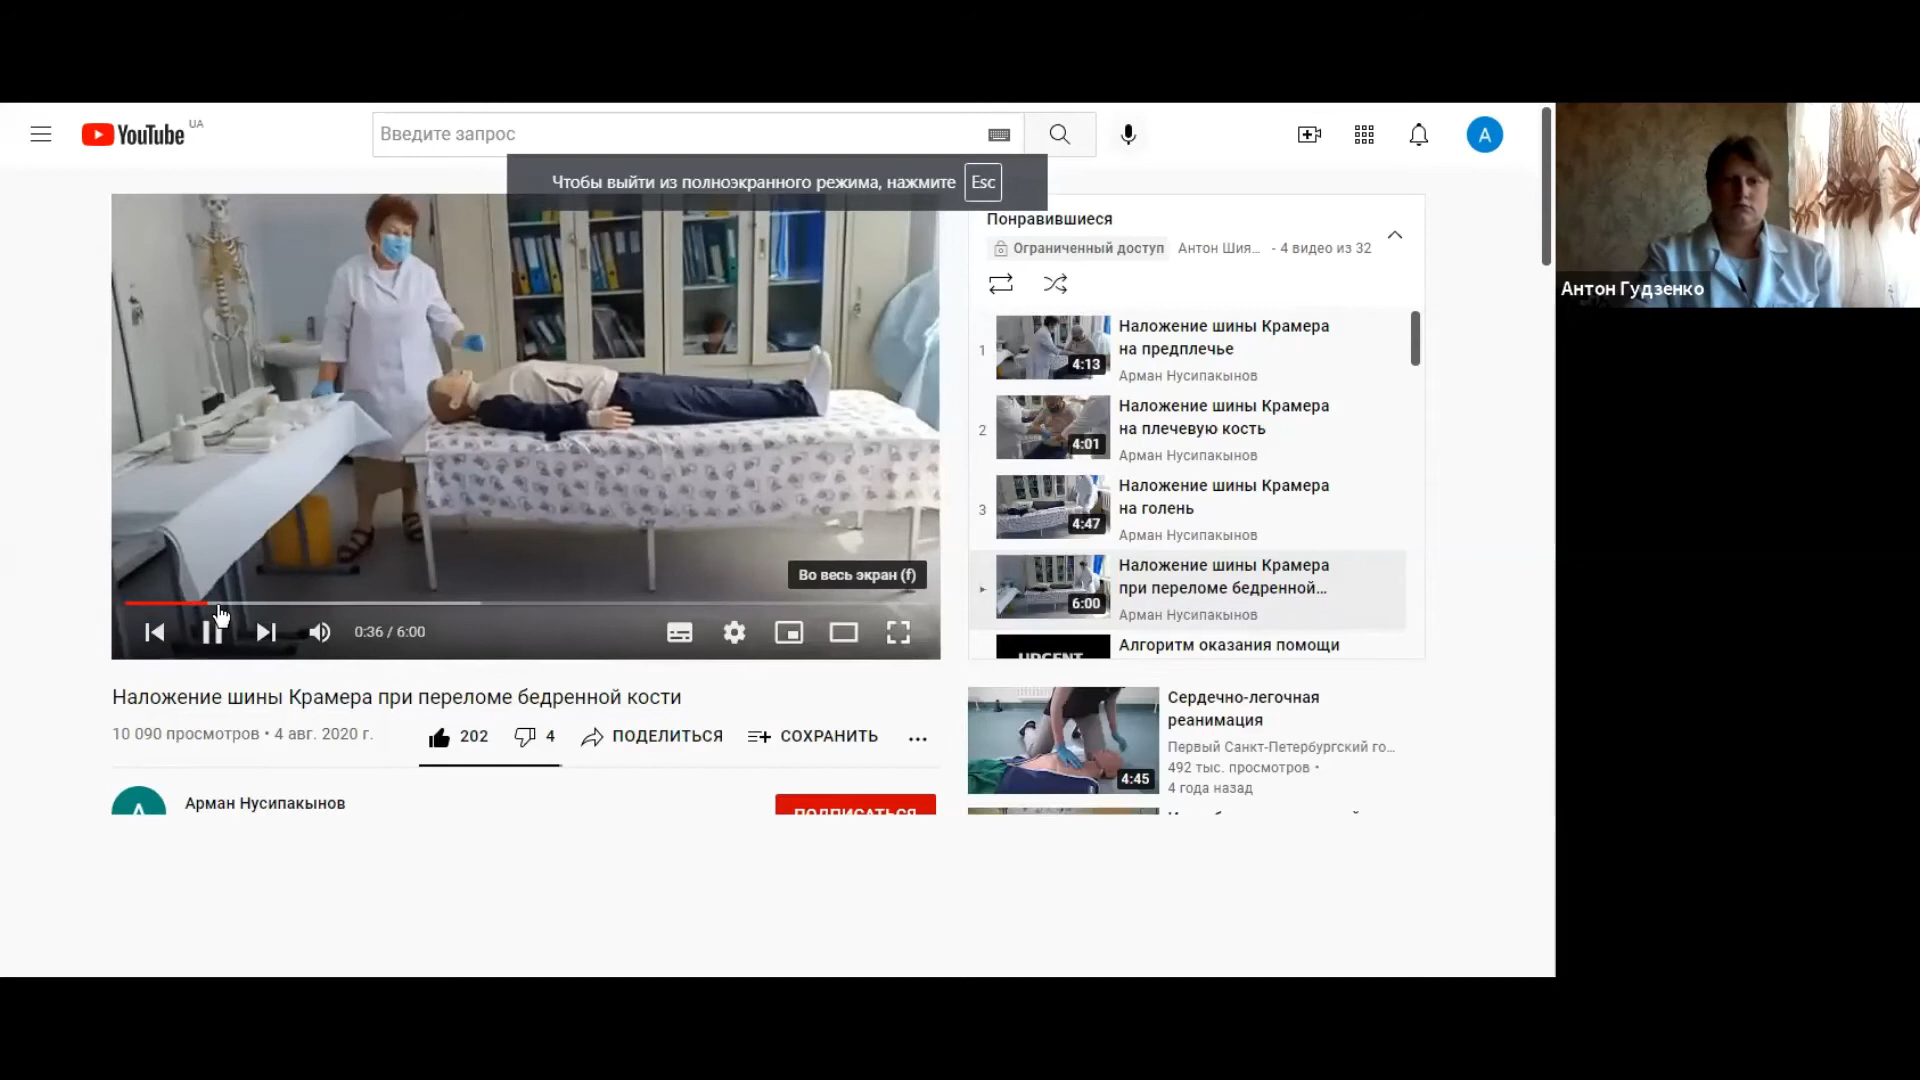 YouTube UA
Введите запрос
Чтобы выйти из полноэкранного режима, нажмите Esc
А
Антон Гудзенко
Понравившиеся
Ограниченный доступ Антон Шия... - 4 видео из 32
1
Наложение шины Крамера
на предплечье
4:13
Арман Нусипакынов
2
Наложение шины Крамера
на плечевую кость
4:01
Арман Нусипакынов
3
Наложение шины Крамера
на голень
4:47
Арман Нусипакынов
Наложение шины Крамера
при переломе бедренной...
6:00
Арман Нусипакынов
URGENT
Алгоритм оказания помощи
Во весь экран (f)
0:36 / 6:00
Наложение шины Крамера при переломе бедренной кости
10 090 просмотров • 4 авг. 2020 г.
202 4 ПОДЕЛИТЬСЯ СОХРАНИТЬ ...
А
Арман Нусипакынов
ПОДПИСАТЬСЯ
Сердечно-легочная
реанимация
Первый Санкт-Петербургский го...
492 тыс. просмотров •
4 года назад
4:45